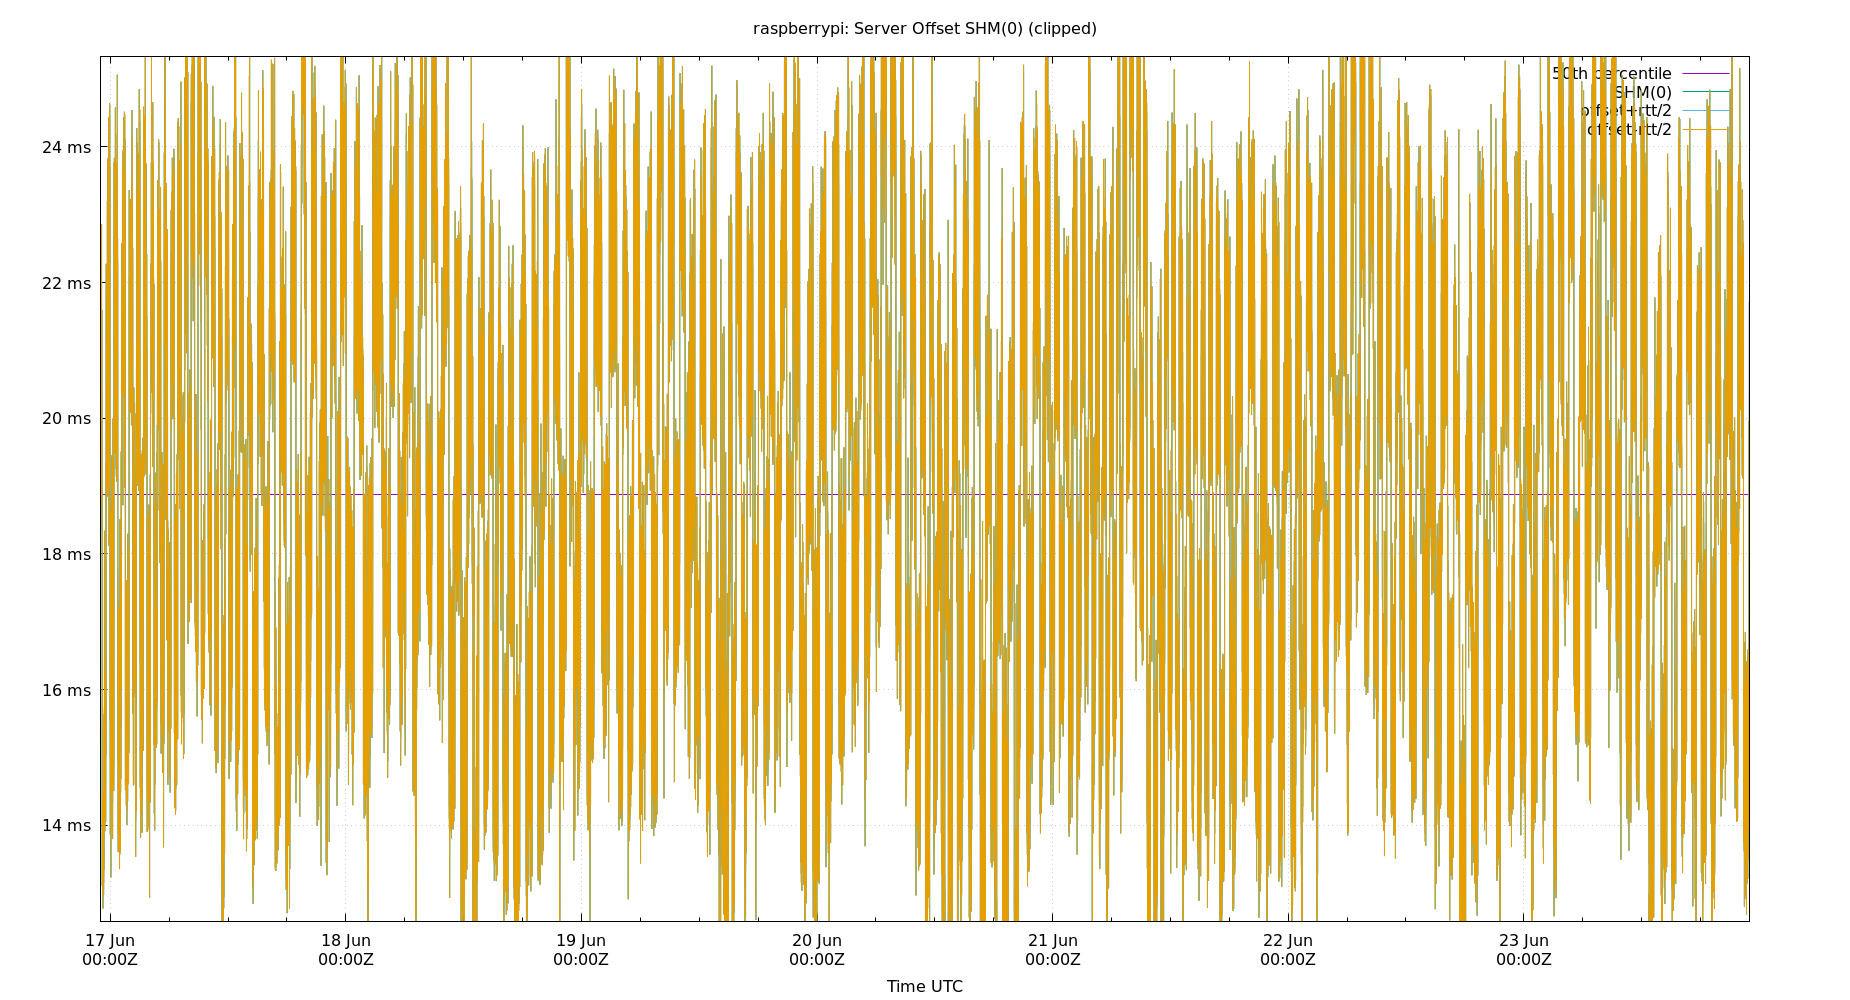 raspberrypi: Server Offset SHM(0) (clipped)
50th percentile
SHM(0)
offset+rtt/2
offset-rtt/2
24 ms
22 ms
20 ms
18 ms
16 ms
14 ms
17 Jun 18 Jun 19 Jun 20 Jun 21 Jun 22 Jun 23 Jun
00:00Z 00:00Z 00:00Z 00:00Z 00:00Z 00:00Z 00:00Z
Time UTC